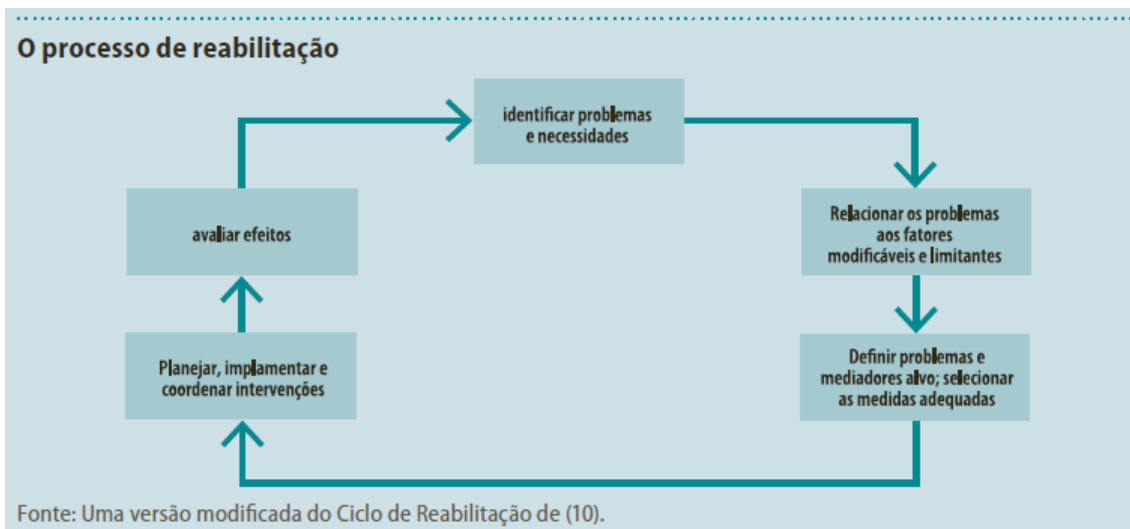 O processo de reabilitação
identificar problemas
e necessidades
avaliar efeitos
Relacionar os problemas
aos fatores
modificáveis e limitantes
Planejar, implamentar e
coordenar intervenções
Definir problemas e
mediadores alvo; selecionar
as medidas adequadas
Fonte: Uma versão modificada do Ciclo de Reabilitação de (10).